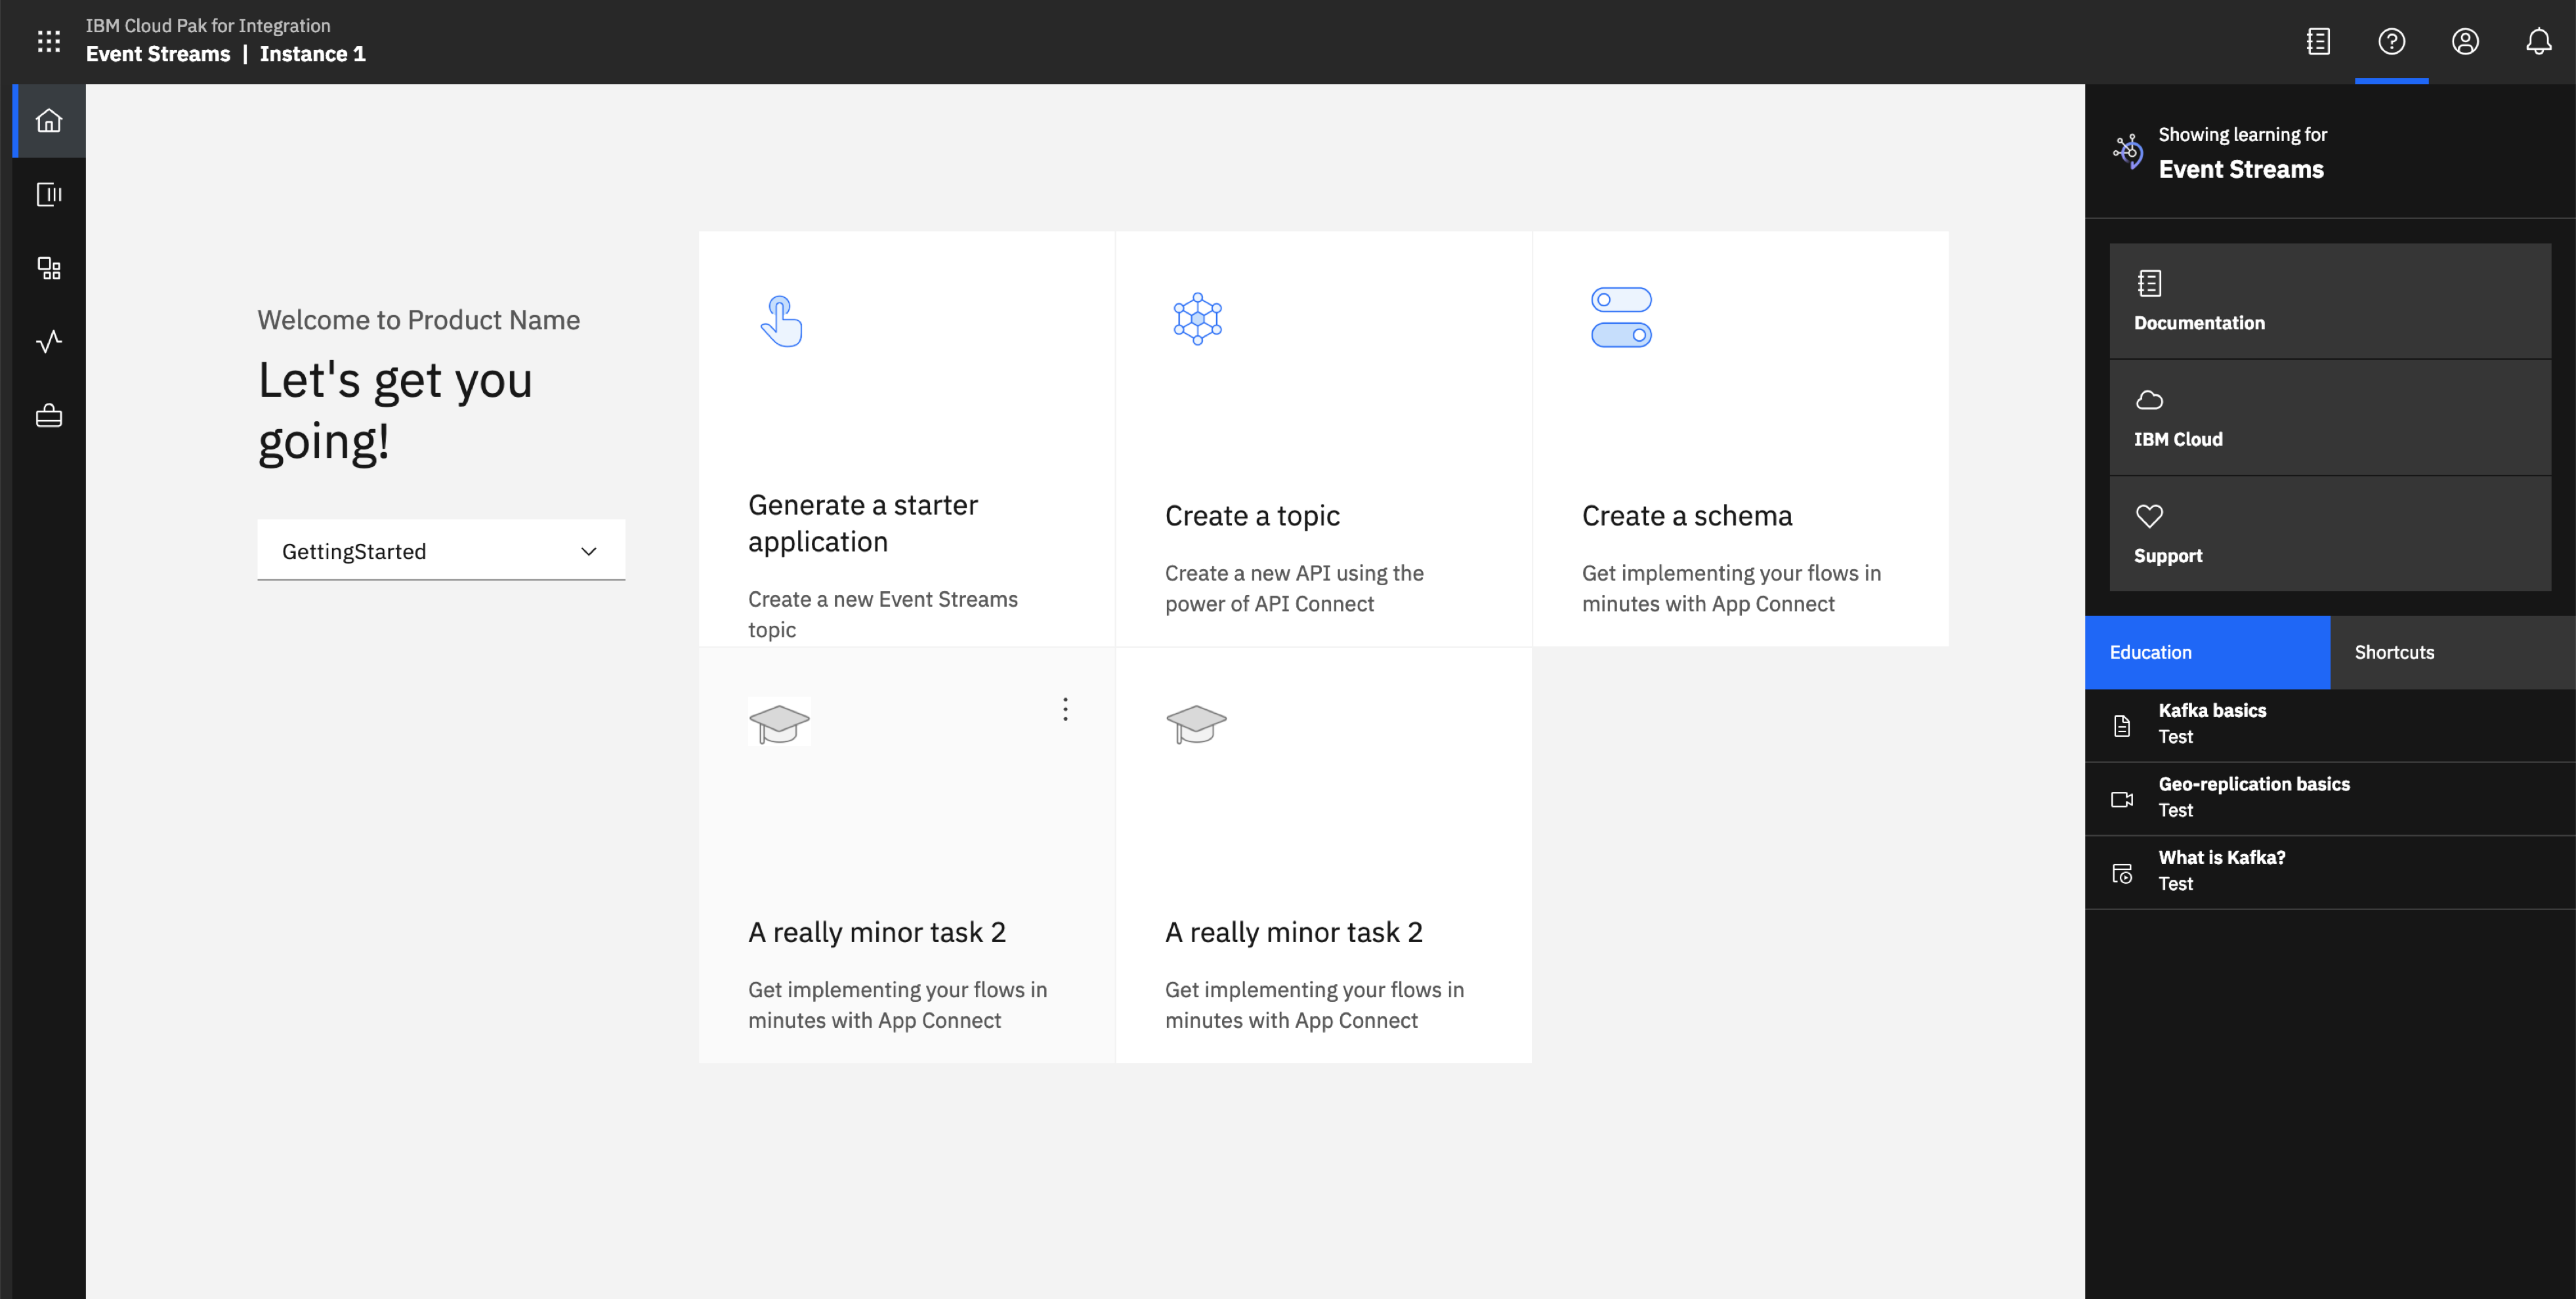 IBM Cloud Pak for Integration
Event Streams | Instance 1
Welcome to Product Name
Let's get you
going!
GettingStarted
Generate a starter
application
Create a new Event Streams
topic
Create a topic
Create a new API using the
power of API Connect
Create a schema
Get implementing your flows in
minutes with App Connect
A really minor task 2
Get implementing your flows in
minutes with App Connect
A really minor task 2
Get implementing your flows in
minutes with App Connect
Showing learning for
Event Streams
Documentation
IBM Cloud
Support
Education
Shortcuts
Kafka basics
Test
Geo-replication basics
Test
What is Kafka?
Test